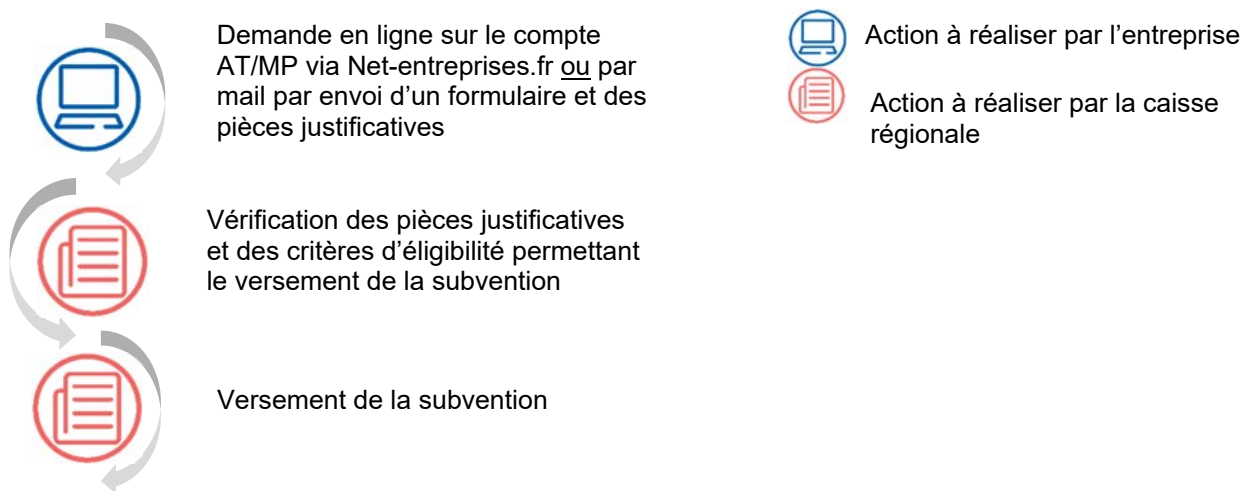 Demande en ligne sur le compte
AT/MP via Net-entreprises.fr ou par
mail par envoi d’un formulaire et des
pièces justificatives
Action à réaliser par l’entreprise
Action à réaliser par la caisse
régionale
Vérification des pièces justificatives
et des critères d’éligibilité permettant
le versement de la subvention
Versement de la subvention